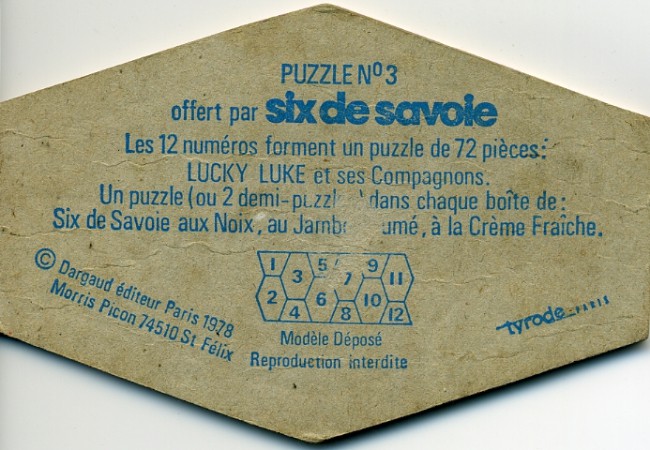 PUZZLE Nº 3
offert par six de savoie
Les 12 numéros forment un puzzle de 72 pièces:
LUCKY LUKE et ses Compagnons.
Un puzzle (ou 2 demi-puzzle) dans chaque boîte de:
Six de Savoie aux Noix, au Jamb umé, à la Crème Fraîche.
© Dargaud éditeur Paris 1978
Morris Picon 74510 St Félix
1 3 5 7 9 11
2 4 6 8 10 12
Modèle Déposé
Reproduction interdite
tyrode_PARIS